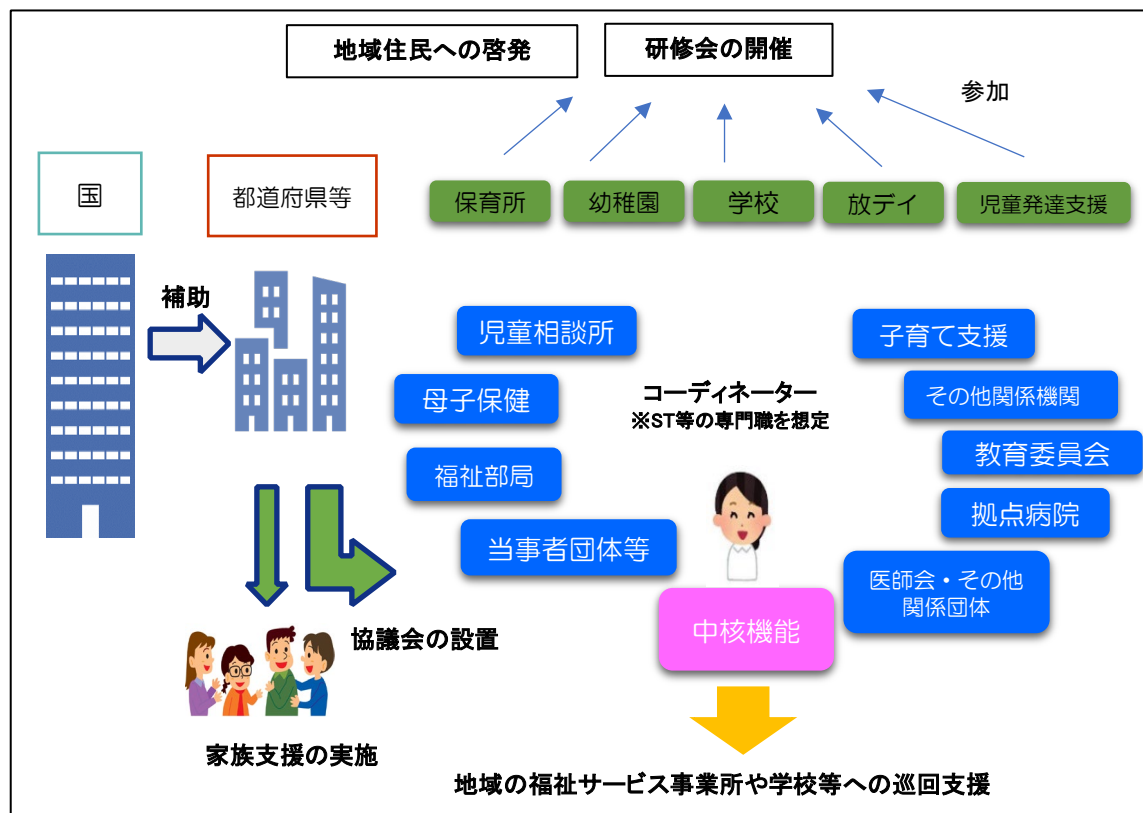 地域住民への啓発
研修会の開催
参加
国
都道府県等
保育所
幼稚園
学校
放デイ
児童発達支援
補助
児童相談所
子育て支援
母子保健
コーディネーター
※ST等の専門職を想定
その他関係機関
福祉部局
教育委員会
拠点病院
当事者団体等
医師会・その他
関係団体
中核機能
協議会の設置
家族支援の実施
地域の福祉サービス事業所や学校等への巡回支援